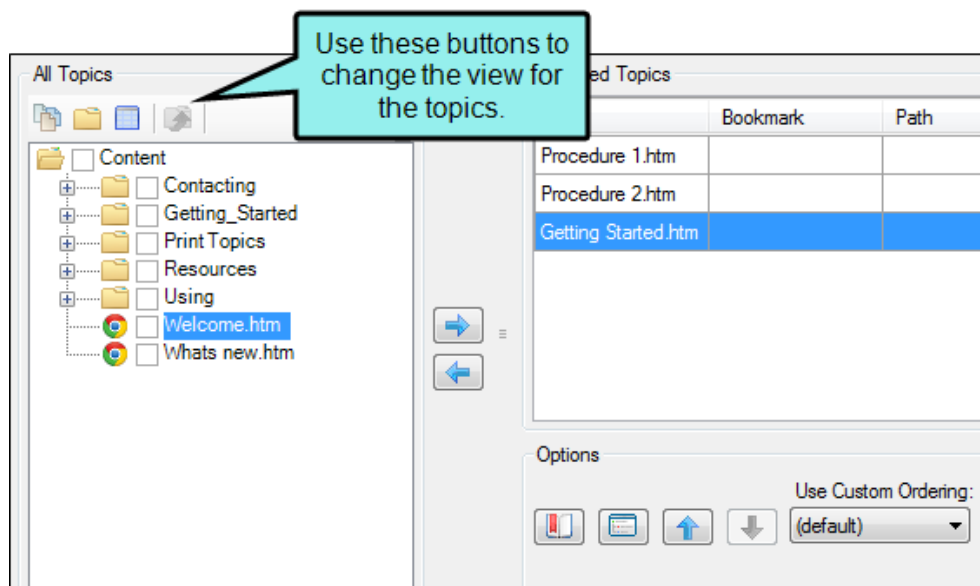 Use these buttons to
change the view for
the topics.
All Topics
Content
Contacting
Getting_Started
Print Topics
Resources
Using
Welcome.htm
Whats new.htm
Topics
Bookmark Path
Procedure 1.htm
Procedure 2.htm
Getting Started.htm
Options
Use Custom Ordering:
(default)